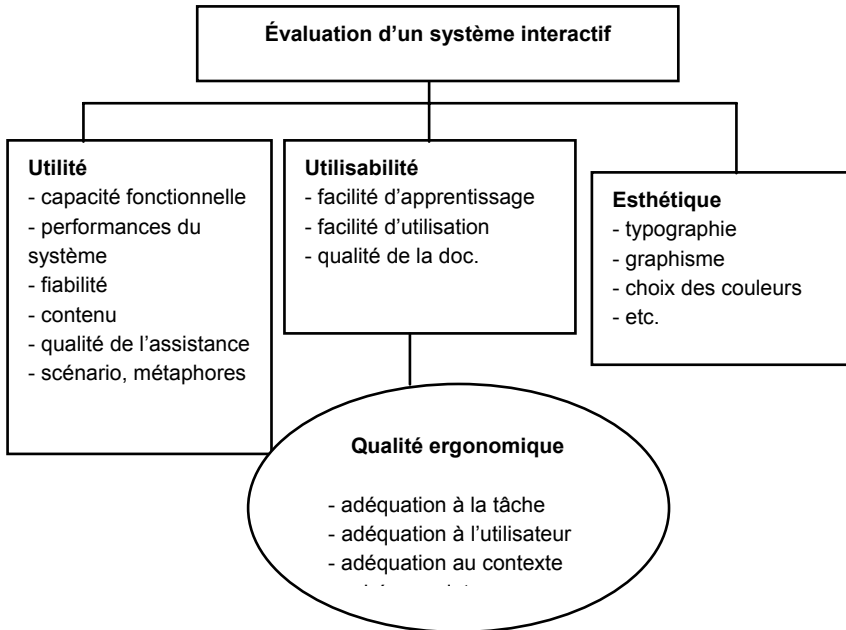 Évaluation d’un système interactif
Utilité
- capacité fonctionnelle
- performances du
système
- fiabilité
- contenu
- qualité de l’assistance
- scénario, métaphores
Utilisabilité
- facilité d’apprentissage
- facilité d’utilisation
- qualité de la doc.
Esthétique
- typographie
- graphisme
- choix des couleurs
- etc.
Qualité ergonomique
- adéquation à la tâche
- adéquation à l’utilisateur
- adéquation au contexte